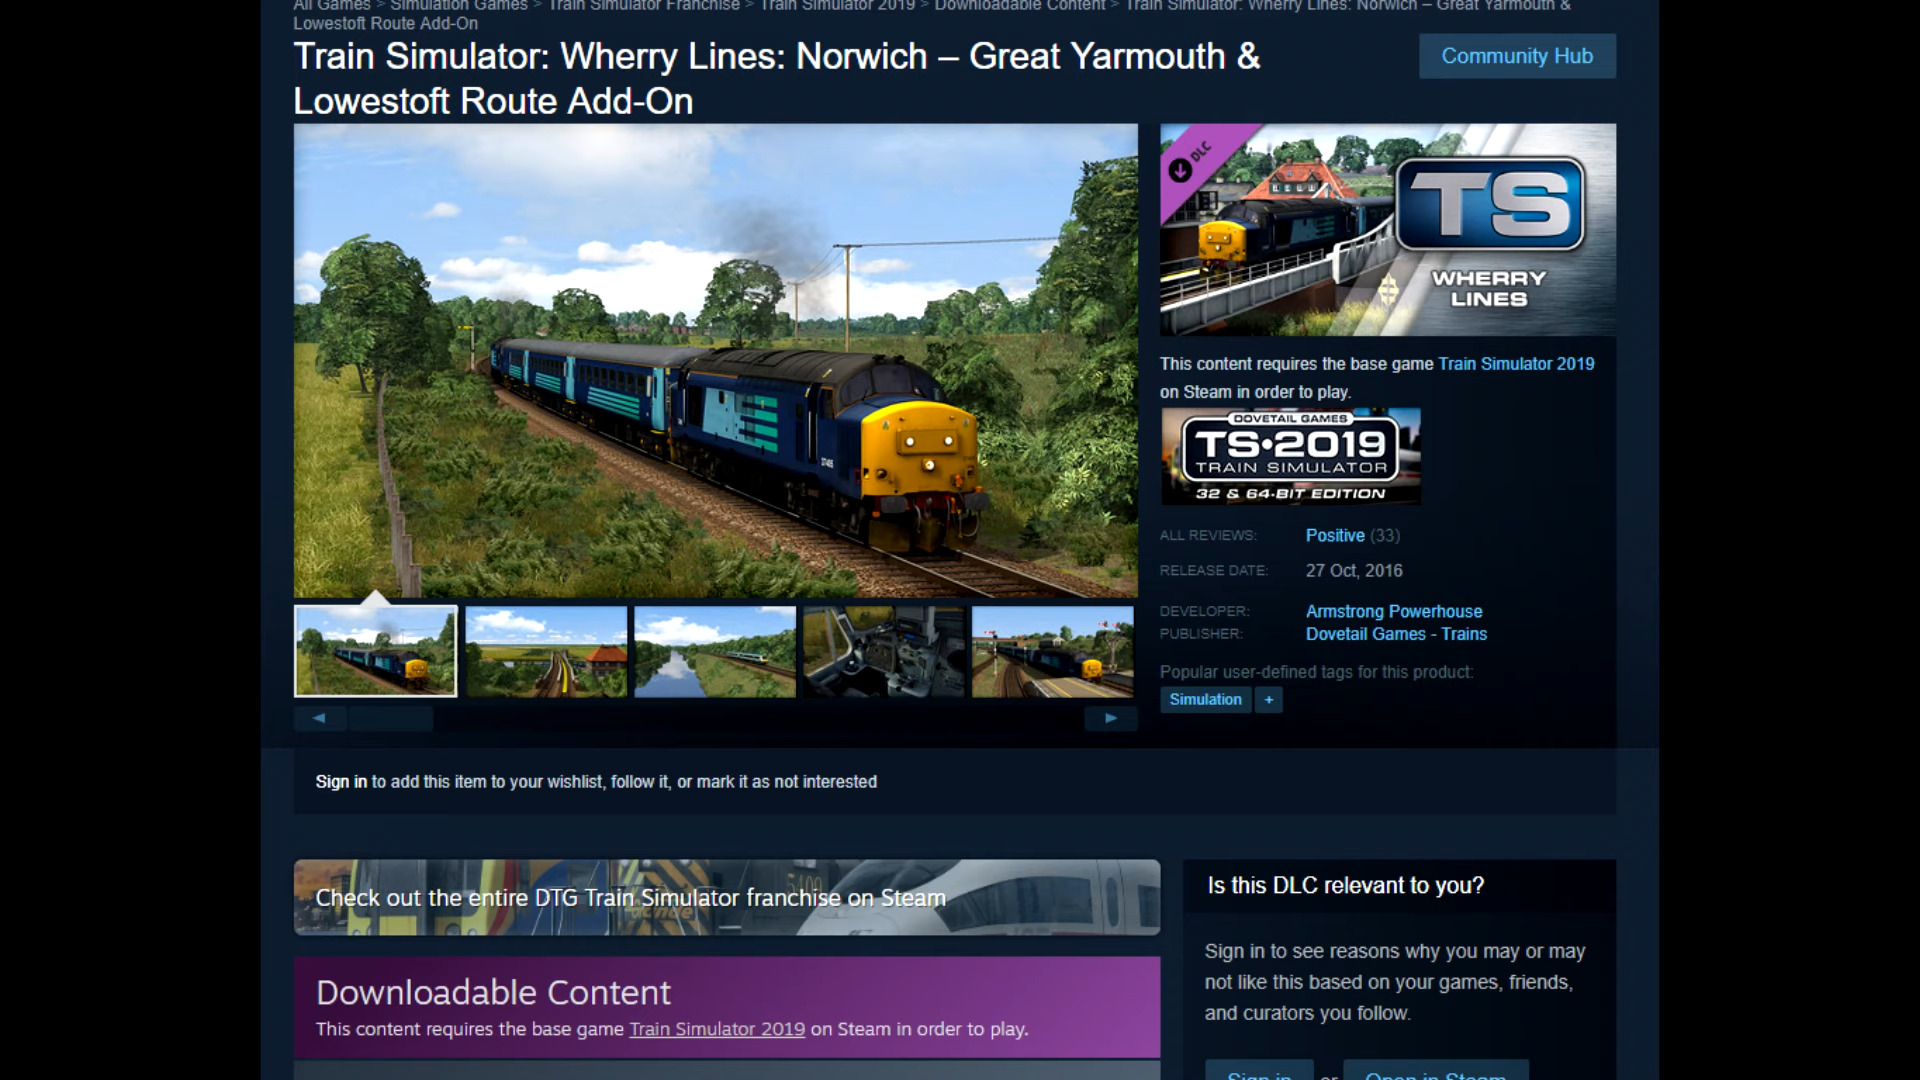 All Games > Simulation Games > Train Simulator Franchise > Train Simulator 2019 > Downloadable Content > Train Simulator: Wherry Lines: Norwich – Great Yarmouth &
Lowestoft Route Add-On
Train Simulator: Wherry Lines: Norwich – Great Yarmouth &
Lowestoft Route Add-On
Community Hub
DLC
TS
WHERRY
LINES
This content requires the base game Train Simulator 2019
on Steam in order to play.
DOVETAIL GAMES
TS•2019
TRAIN SIMULATOR
32 & 64-BIT EDITION
ALL REVIEWS: Positive (33)
RELEASE DATE: 27 Oct, 2016
DEVELOPER: Armstrong Powerhouse
PUBLISHER: Dovetail Games - Trains
Popular user-defined tags for this product:
Simulation +
Sign in to add this item to your wishlist, follow it, or mark it as not interested
Check out the entire DTG Train Simulator franchise on Steam
Downloadable Content
This content requires the base game Train Simulator 2019 on Steam in order to play.
Is this DLC relevant to you?
Sign in to see reasons why you may or may
not like this based on your games, friends,
and curators you follow.
Sign in or Open in Steam